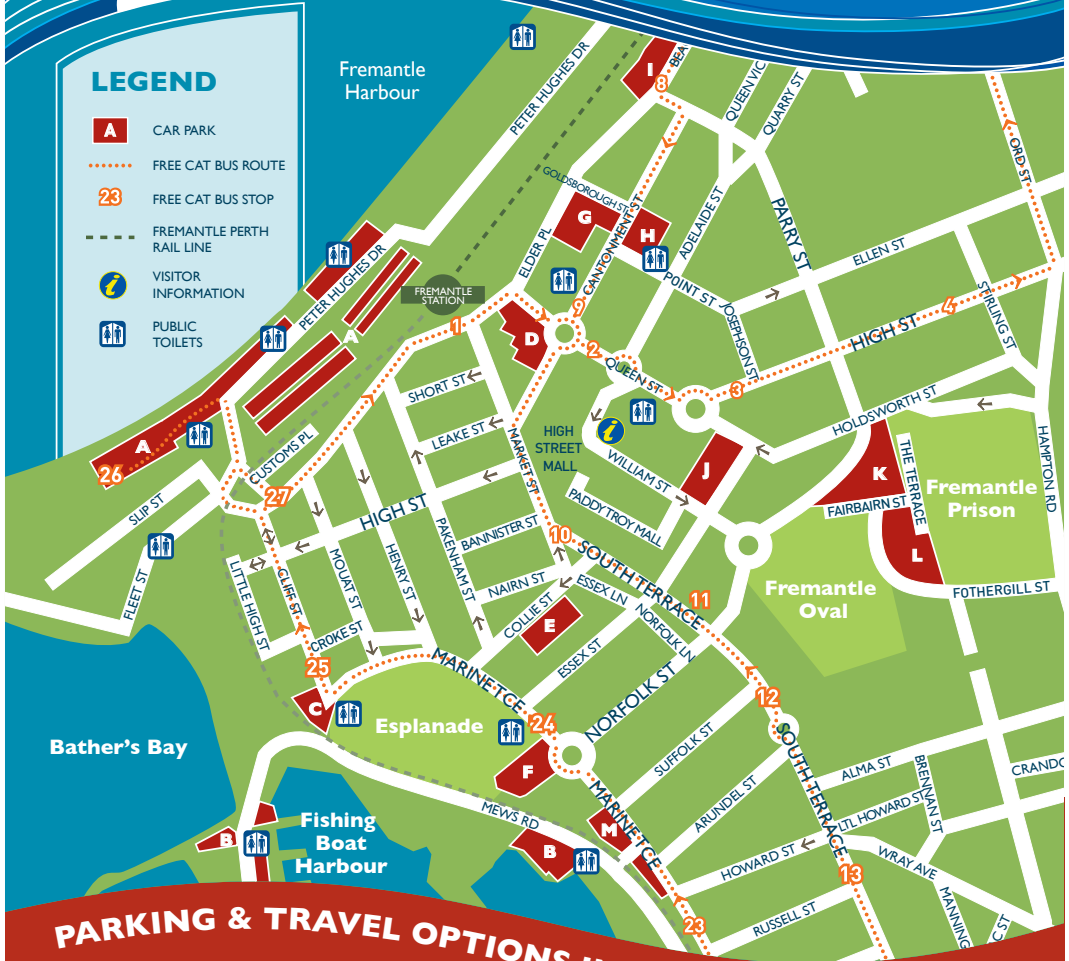 LEGEND
A
CAR PARK
FREE CAT BUS ROUTE
23
FREE CAT BUS STOP
FREMANTLE PERTH
RAIL LINE
i
VISITOR
INFORMATION
PUBLIC
TOILETS
Fremantle
Harbour
PETER HUGHES DR
I
8
QUEEN VIC
QUARRY ST
ORD ST
GOLDSBOROUGH ST
G
H
CANTONMENT ST
ADELAIDE ST
PARRY ST
ELLEN ST
ELDER PL
PETER HUGHES DR
FREMANTLE
STATION
POINT ST
JOSEPHSON ST
STIRLING ST
A
1
D
9
2
QUEEN ST
3
HIGH ST
4
SHORT ST
LEAKE ST
MARKET ST
HIGH
STREET
MALL
i
WILLIAM ST
J
HOLDSWORTH ST
K
THE TERRACE
HAMPTON RD
Fremantle
Prison
FAIRBAIRN ST
L
FOTHERGILL ST
A
26
CUSTOMS PL
27
SLIP ST
FLEET ST
HIGH ST
PADDY TROY MALL
BANNISTER ST
10
SOUTH TERRACE
LITTLE HIGH ST
CLIFF ST
MOUAT ST
HENRY ST
PAKENHAM ST
NAIRN ST
ESSEX LN
COLLIE ST
E
11
NORFOLK LN
Fremantle
Oval
CROKE ST
ESSEX ST
25
C
MARINE TCE
24
NORFOLK ST
12
Esplanade
F
SUFFOLK ST
SOUTH TERRACE
Bather's Bay
ARUNDEL ST
ALMA ST
BRENNAN ST
LTL HOWARD ST
MEWS RD
MARINE TCE
M
B
Fishing
Boat
Harbour
B
HOWARD ST
WRAY AVE
13
MANNING
23
RUSSELL ST
C ST
PARKING & TRAVEL OPTIONS